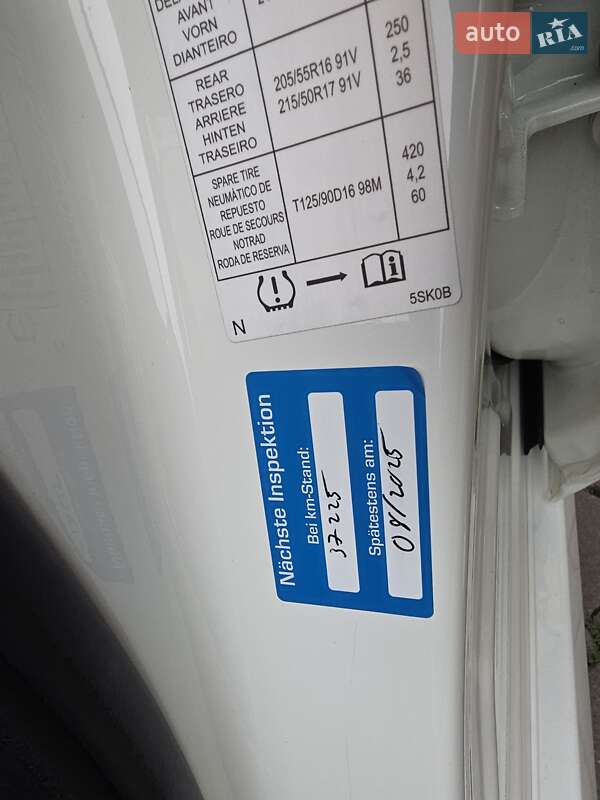 auto RIA .com
AVANT
VORN
DIANTEIRO
REAR
TRASERO
ARRIERE
HINTEN
TRASEIRO
205/55R16 91V
215/50R17 91V
250
2,5
36
SPARE TIRE
NEUMÁTICO DE
REPUESTO
ROUE DE SECOURS
NOTRAD
RODA DE RESERVA
T125/90D16 98M
420
4,2
60
N
5SK0B
Nächste Inspektion
Bei km-Stand:
37225
Spätestens am:
08/2025